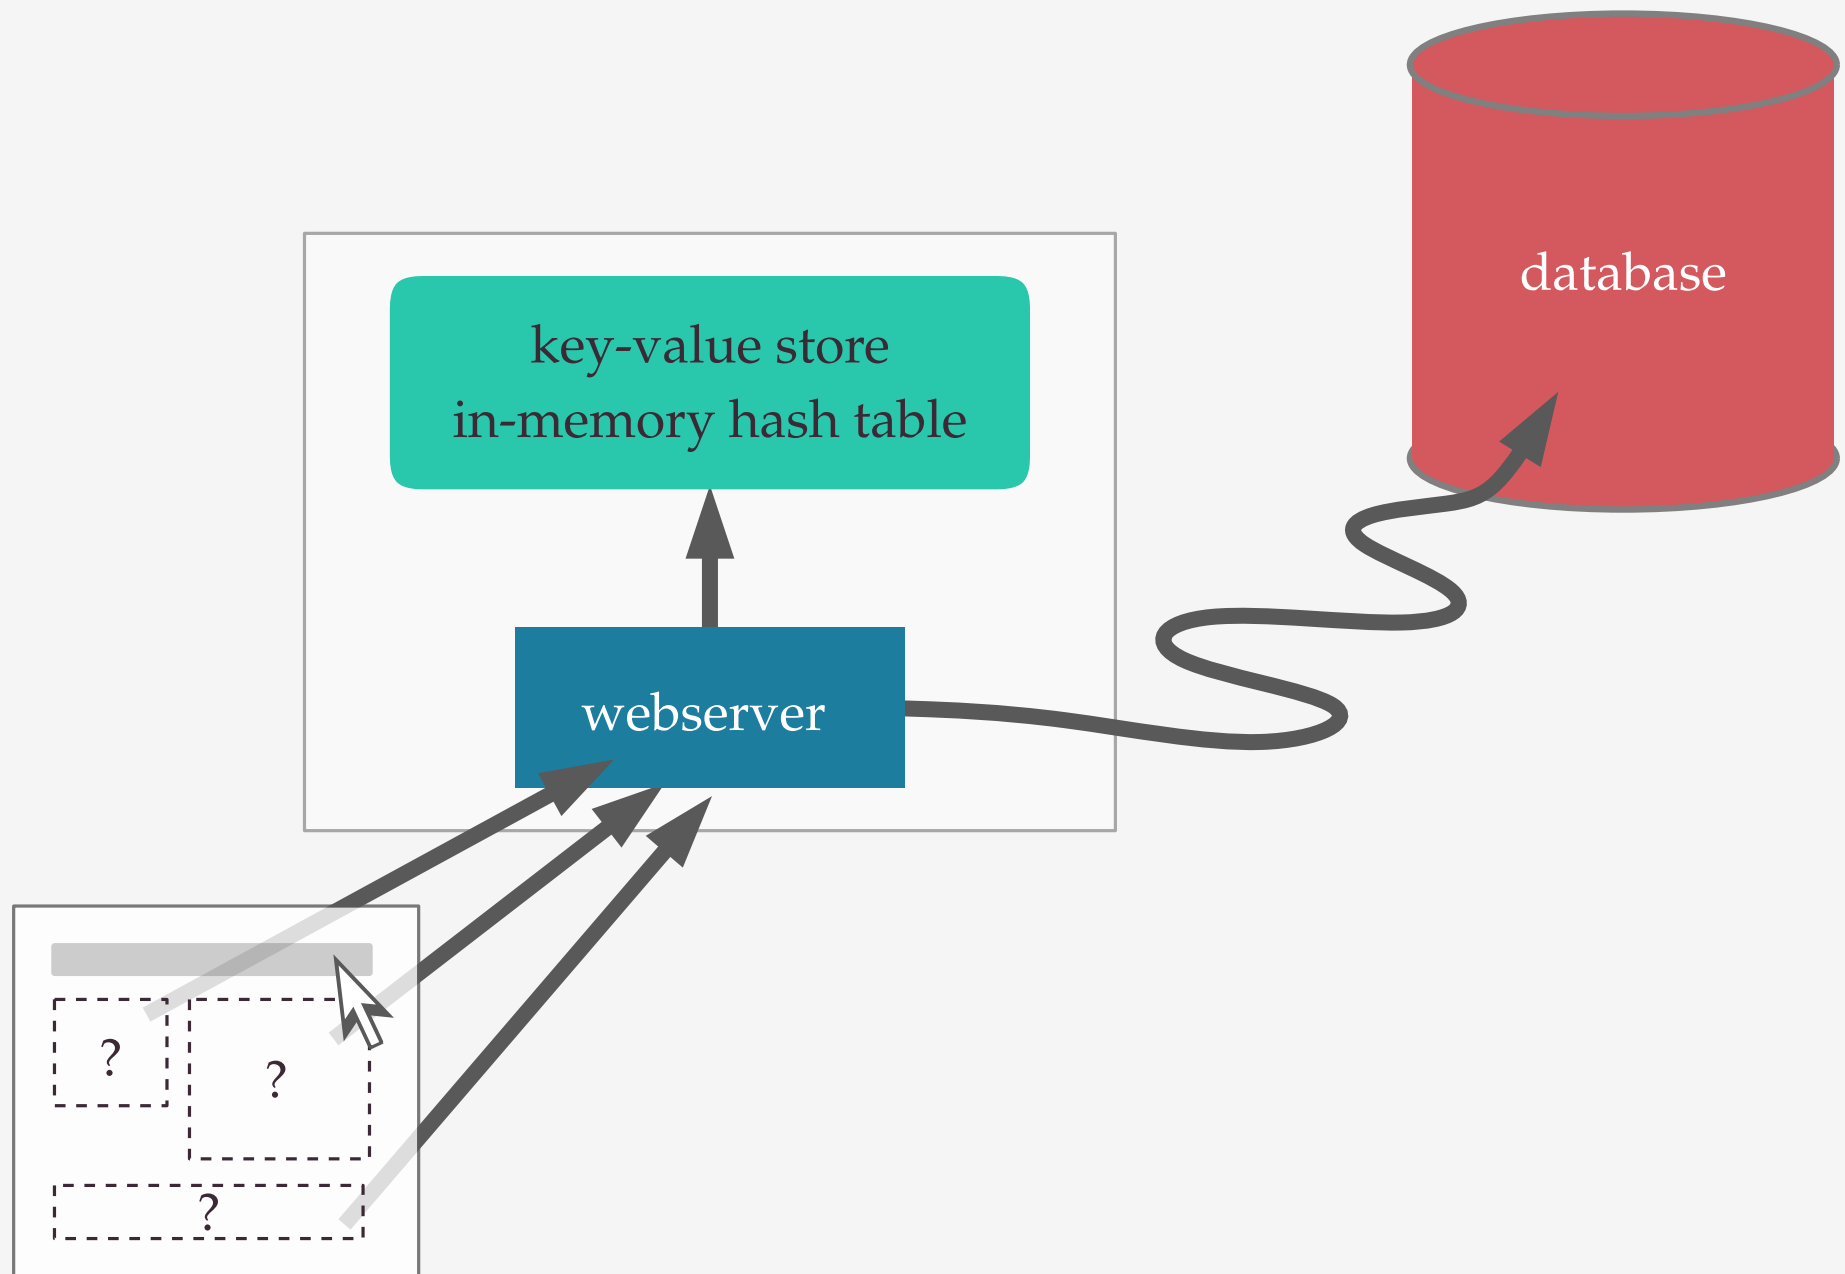 database
key-value store
in-memory hash table
webserver
?
?
?